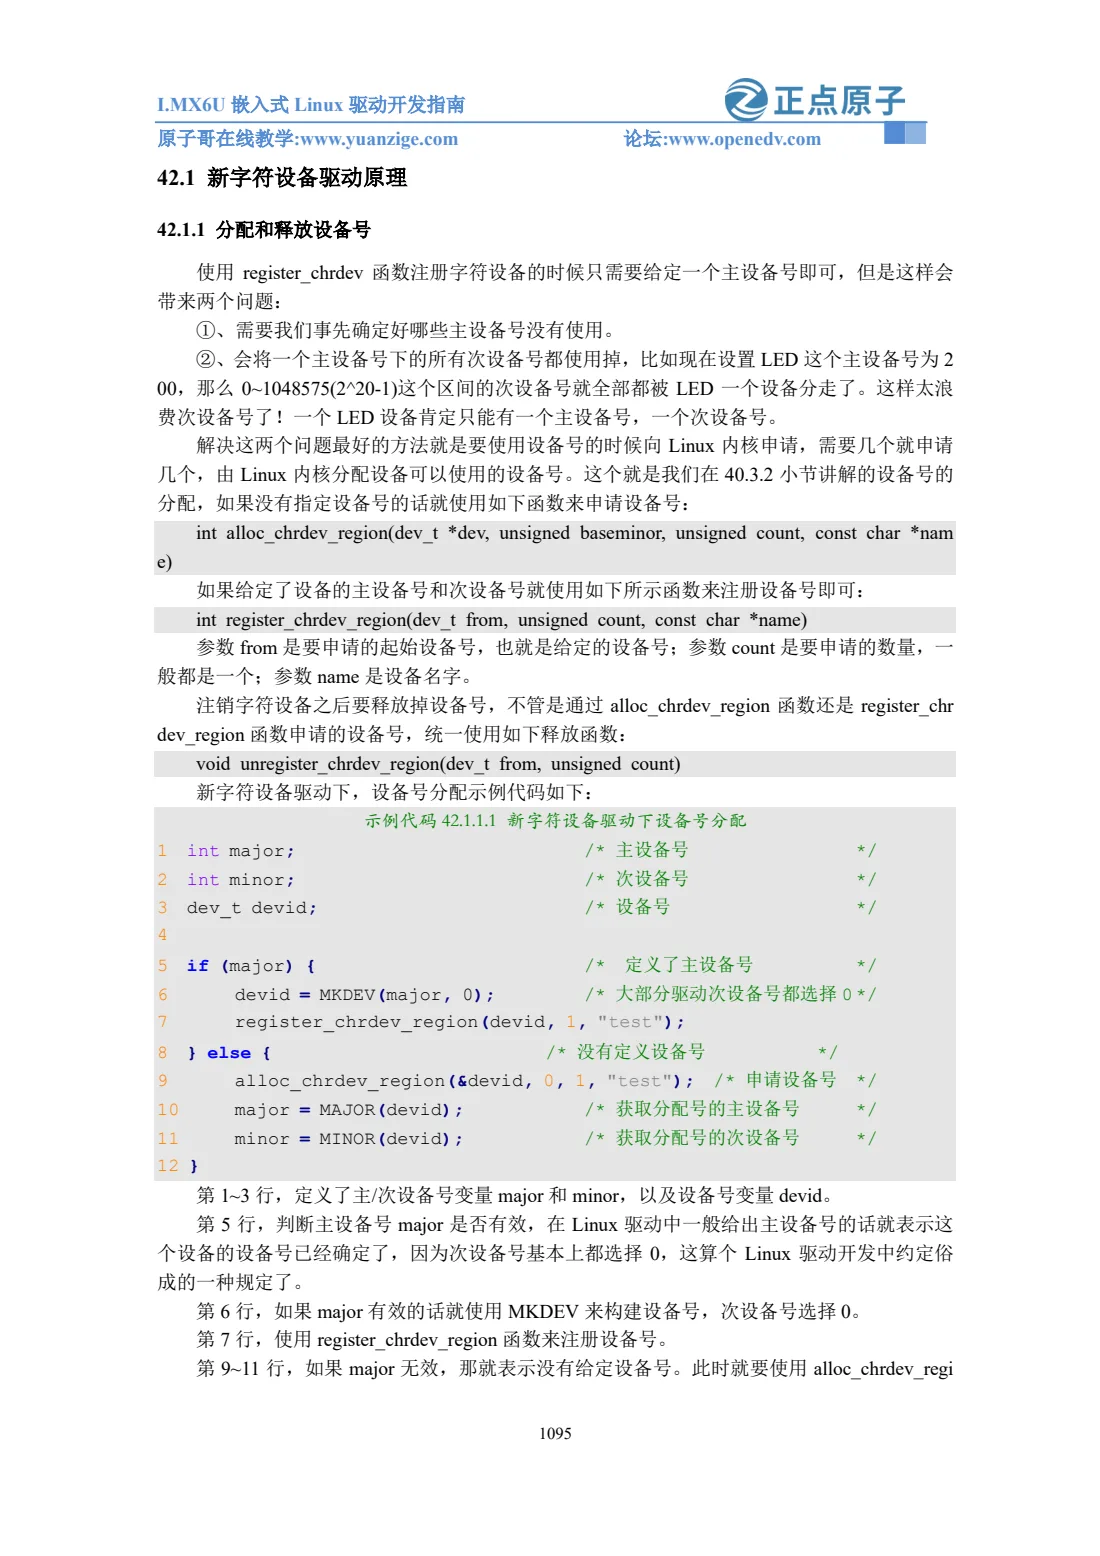 I.MX6U 嵌入式 Linux 驱动开发指南
正点原子
原子哥在线教学:www.yuanzige.com 论坛:www.openedv.com
42.1 新字符设备驱动原理
42.1.1 分配和释放设备号
使用 register_chrdev 函数注册字符设备的时候只需要给定一个主设备号即可，但是这样会
带来两个问题：
①、需要我们事先确定好哪些主设备号没有使用。
②、会将一个主设备号下的所有次设备号都使用掉，比如现在设置 LED 这个主设备号为 2
00，那么 0~1048575(2^20-1)这个区间的次设备号就全部都被 LED 一个设备分走了。这样太浪
费次设备号了！一个 LED 设备肯定只能有一个主设备号，一个次设备号。
解决这两个问题最好的方法就是要使用设备号的时候向 Linux 内核申请，需要几个就申请
几个，由 Linux 内核分配设备可以使用的设备号。这个就是我们在 40.3.2 小节讲解的设备号的
分配，如果没有指定设备号的话就使用如下函数来申请设备号：
int alloc_chrdev_region(dev_t *dev, unsigned baseminor, unsigned count, const char *nam
e)
如果给定了设备的主设备号和次设备号就使用如下所示函数来注册设备号即可：
int register_chrdev_region(dev_t from, unsigned count, const char *name)
参数 from 是要申请的起始设备号，也就是给定的设备号；参数 count 是要申请的数量，一
般都是一个；参数 name 是设备名字。
注销字符设备之后要释放掉设备号，不管是通过 alloc_chrdev_region 函数还是 register_chr
dev_region 函数申请的设备号，统一使用如下释放函数：
void unregister_chrdev_region(dev_t from, unsigned count)
新字符设备驱动下，设备号分配示例代码如下：
示例代码 42.1.1.1 新字符设备驱动下设备号分配
1 int major; /* 主设备号 */
2 int minor; /* 次设备号 */
3 dev_t devid; /* 设备号 */
4
5 if (major) { /* 定义了主设备号 */
6 devid = MKDEV(major, 0); /* 大部分驱动次设备号都选择 0 */
7 register_chrdev_region(devid, 1, "test");
8 } else { /* 没有定义设备号 */
9 alloc_chrdev_region(&devid, 0, 1, "test"); /* 申请设备号 */
10 major = MAJOR(devid); /* 获取分配号的主设备号 */
11 minor = MINOR(devid); /* 获取分配号的次设备号 */
12 }
第 1~3 行，定义了主/次设备号变量 major 和 minor，以及设备号变量 devid。
第 5 行，判断主设备号 major 是否有效，在 Linux 驱动中一般给出主设备号的话就表示这
个设备的设备号已经确定了，因为次设备号基本上都选择 0，这算个 Linux 驱动开发中约定俗
成的一种规定了。
第 6 行，如果 major 有效的话就使用 MKDEV 来构建设备号，次设备号选择 0。
第 7 行，使用 register_chrdev_region 函数来注册设备号。
第 9~11 行，如果 major 无效，那就表示没有给定设备号。此时就要使用 alloc_chrdev_regi
1095